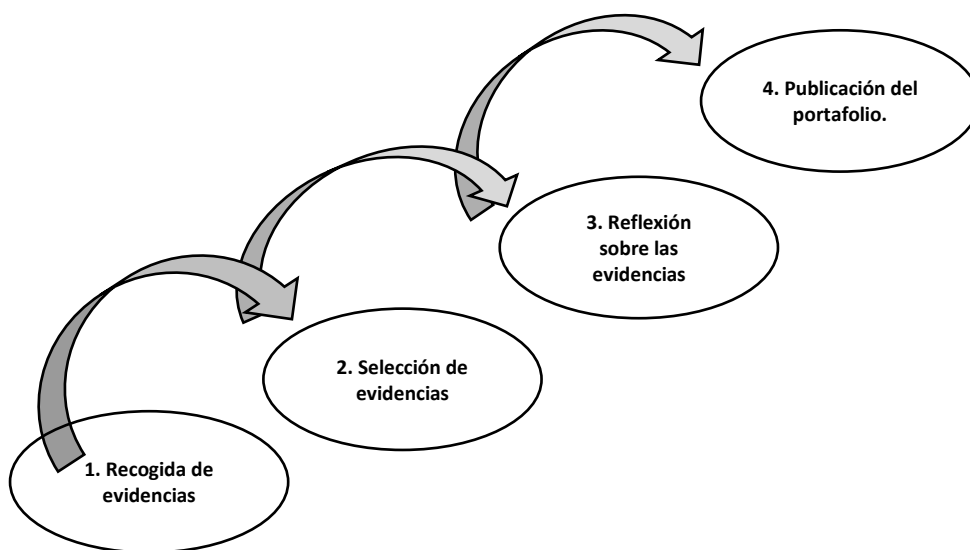 4. Publicación del
portafolio.
3. Reflexión
sobre las
evidencias
2. Selección de
evidencias
1. Recogida de
evidencias